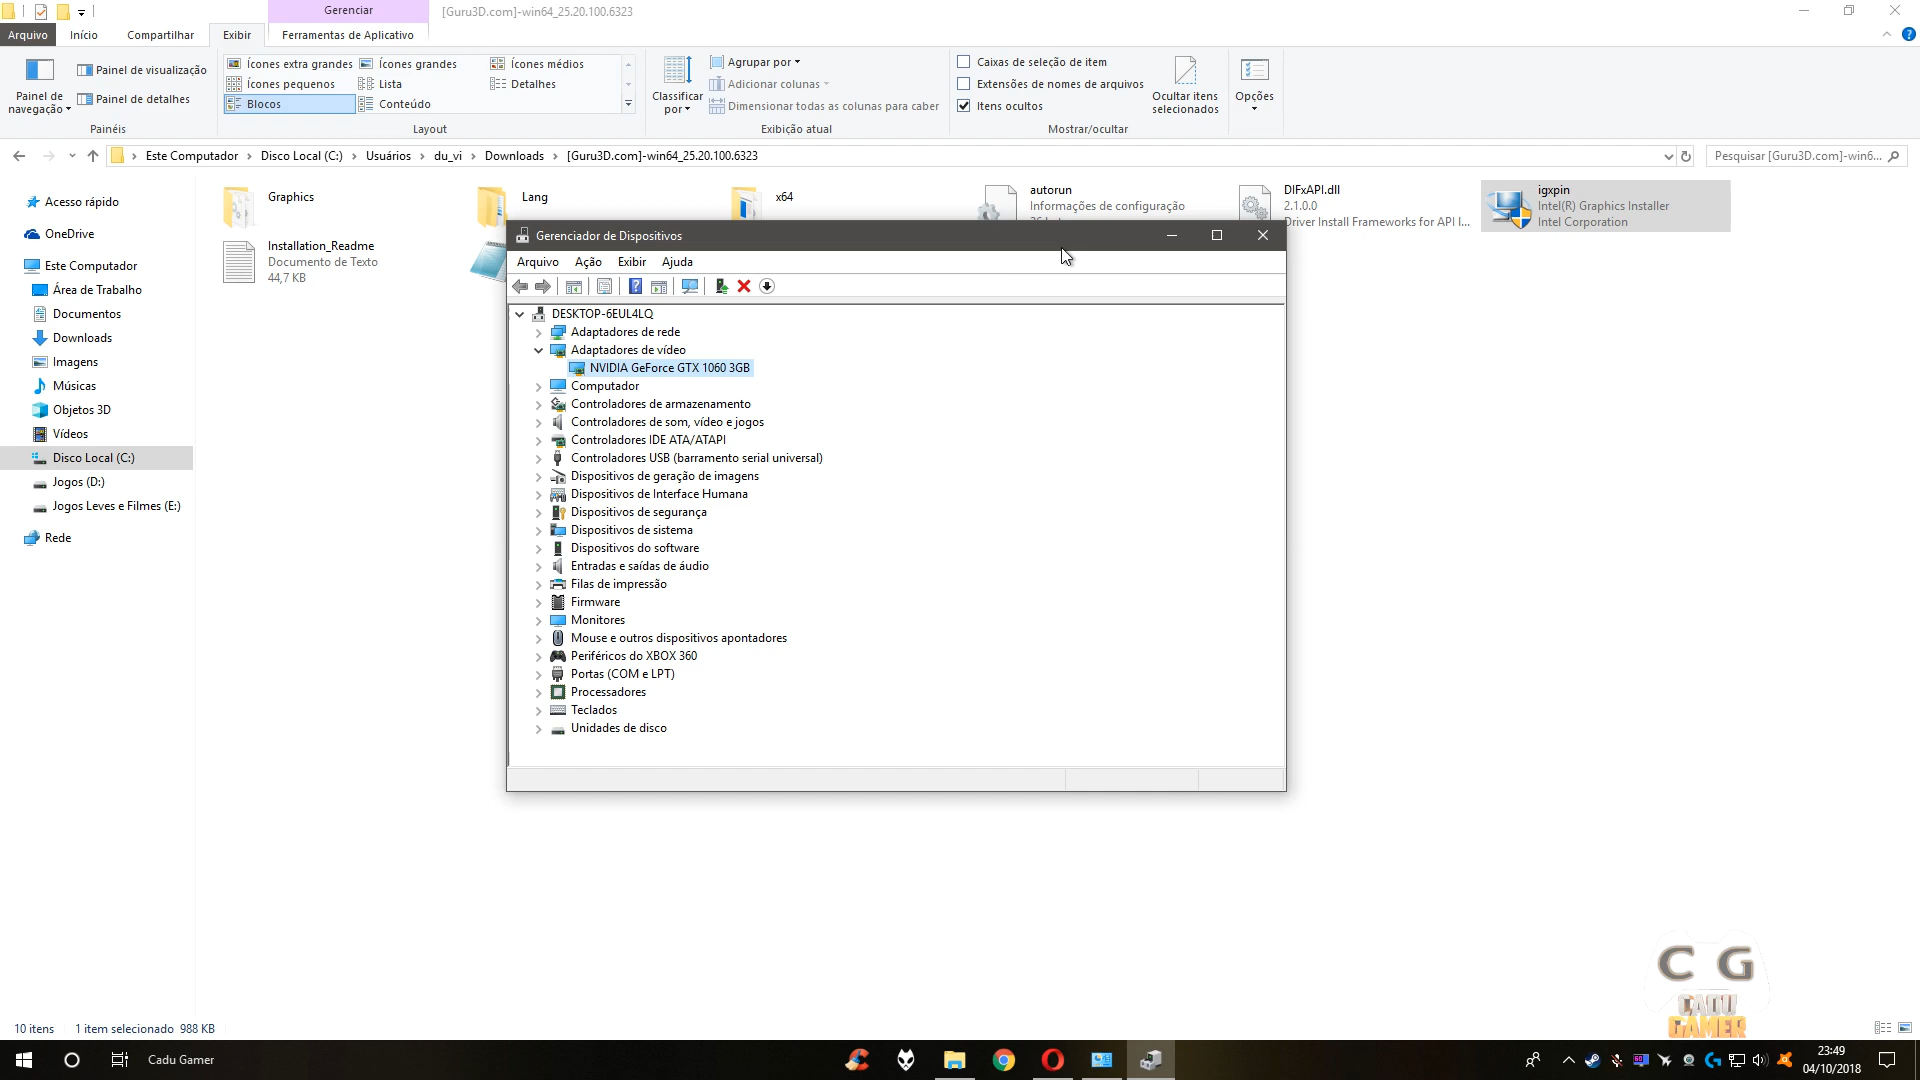 Gerenciar
[Guru3D.com]-win64_25.20.100.6323
Arquivo
Início
Compartilhar
Exibir
Ferramentas de Aplicativo
Painel de navegação
Painel de visualização
Painel de detalhes
Painéis
Ícones extra grandes
Ícones grandes
Ícones médios
Ícones pequenos
Lista
Detalhes
Blocos
Conteúdo
Layout
Classificar por
Agrupar por
Adicionar colunas
Dimensionar todas as colunas para caber
Exibição atual
Caixas de seleção de item
Extensões de nomes de arquivos
Itens ocultos
Ocultar itens selecionados
Mostrar/ocultar
Opções
Este Computador
Disco Local (C:)
Usuários
du_vi
Downloads
[Guru3D.com]-win64_25.20.100.6323
Pesquisar [Guru3D.com]-win6...
Acesso rápido
OneDrive
Este Computador
Área de Trabalho
Documentos
Downloads
Imagens
Músicas
Objetos 3D
Vídeos
Disco Local (C:)
Jogos (D:)
Jogos Leves e Filmes (E:)
Rede
Graphics
Lang
x64
autorun
Informações de configuração
DIFxAPI.dll
2.1.0.0
Driver Install Frameworks for API l...
igxpin
Intel(R) Graphics Installer
Intel Corporation
Installation_Readme
Documento de Texto
44,7 KB
Gerenciador de Dispositivos
Arquivo
Ação
Exibir
Ajuda
DESKTOP-6EUL4LQ
Adaptadores de rede
Adaptadores de vídeo
NVIDIA GeForce GTX 1060 3GB
Computador
Controladores de armazenamento
Controladores de som, vídeo e jogos
Controladores IDE ATA/ATAPI
Controladores USB (barramento serial universal)
Dispositivos de geração de imagens
Dispositivos de Interface Humana
Dispositivos de segurança
Dispositivos de sistema
Dispositivos do software
Entradas e saídas de áudio
Filas de impressão
Firmware
Monitores
Mouse e outros dispositivos apontadores
Periféricos do XBOX 360
Portas (COM e LPT)
Processadores
Teclados
Unidades de disco
C G
CADU
GAMER
10 itens
1 item selecionado 988 KB
Cadu Gamer
23:49
04/10/2018